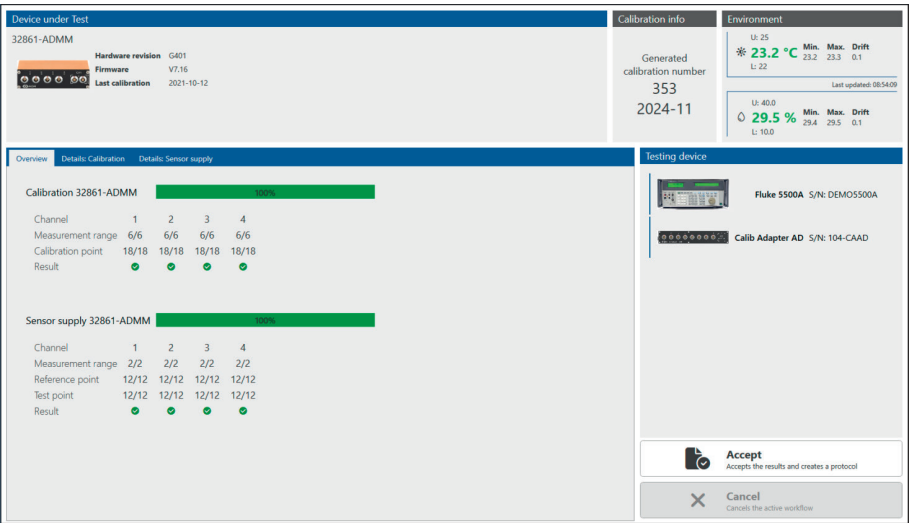 Device under Test
32861-ADMM
Hardware revision G401
Firmware V7.16
Last calibration 2021-10-12
Calibration info
Generated
calibration number
353
2024-11
Environment
U: 25
23.2 °C Min. Max. Drift
23.2 23.3 0.1
L: 22
Last updated: 08:54:09
U: 40.0
29.5 % Min. Max. Drift
29.4 29.5 0.1
L: 10.0
Overview Details: Calibration Details: Sensor supply
Calibration 32861-ADMM 100%
Channel 1 2 3 4
Measurement range 6/6 6/6 6/6 6/6
Calibration point 18/18 18/18 18/18 18/18
Result
Sensor supply 32861-ADMM 100%
Channel 1 2 3 4
Measurement range 2/2 2/2 2/2 2/2
Reference point 12/12 12/12 12/12 12/12
Test point 12/12 12/12 12/12 12/12
Result
Testing device
Fluke 5500A S/N: DEMO5500A
Calib Adapter AD S/N: 104-CAAD
Accept
Accepts the results and creates a protocol
Cancel
Cancels the active workflow